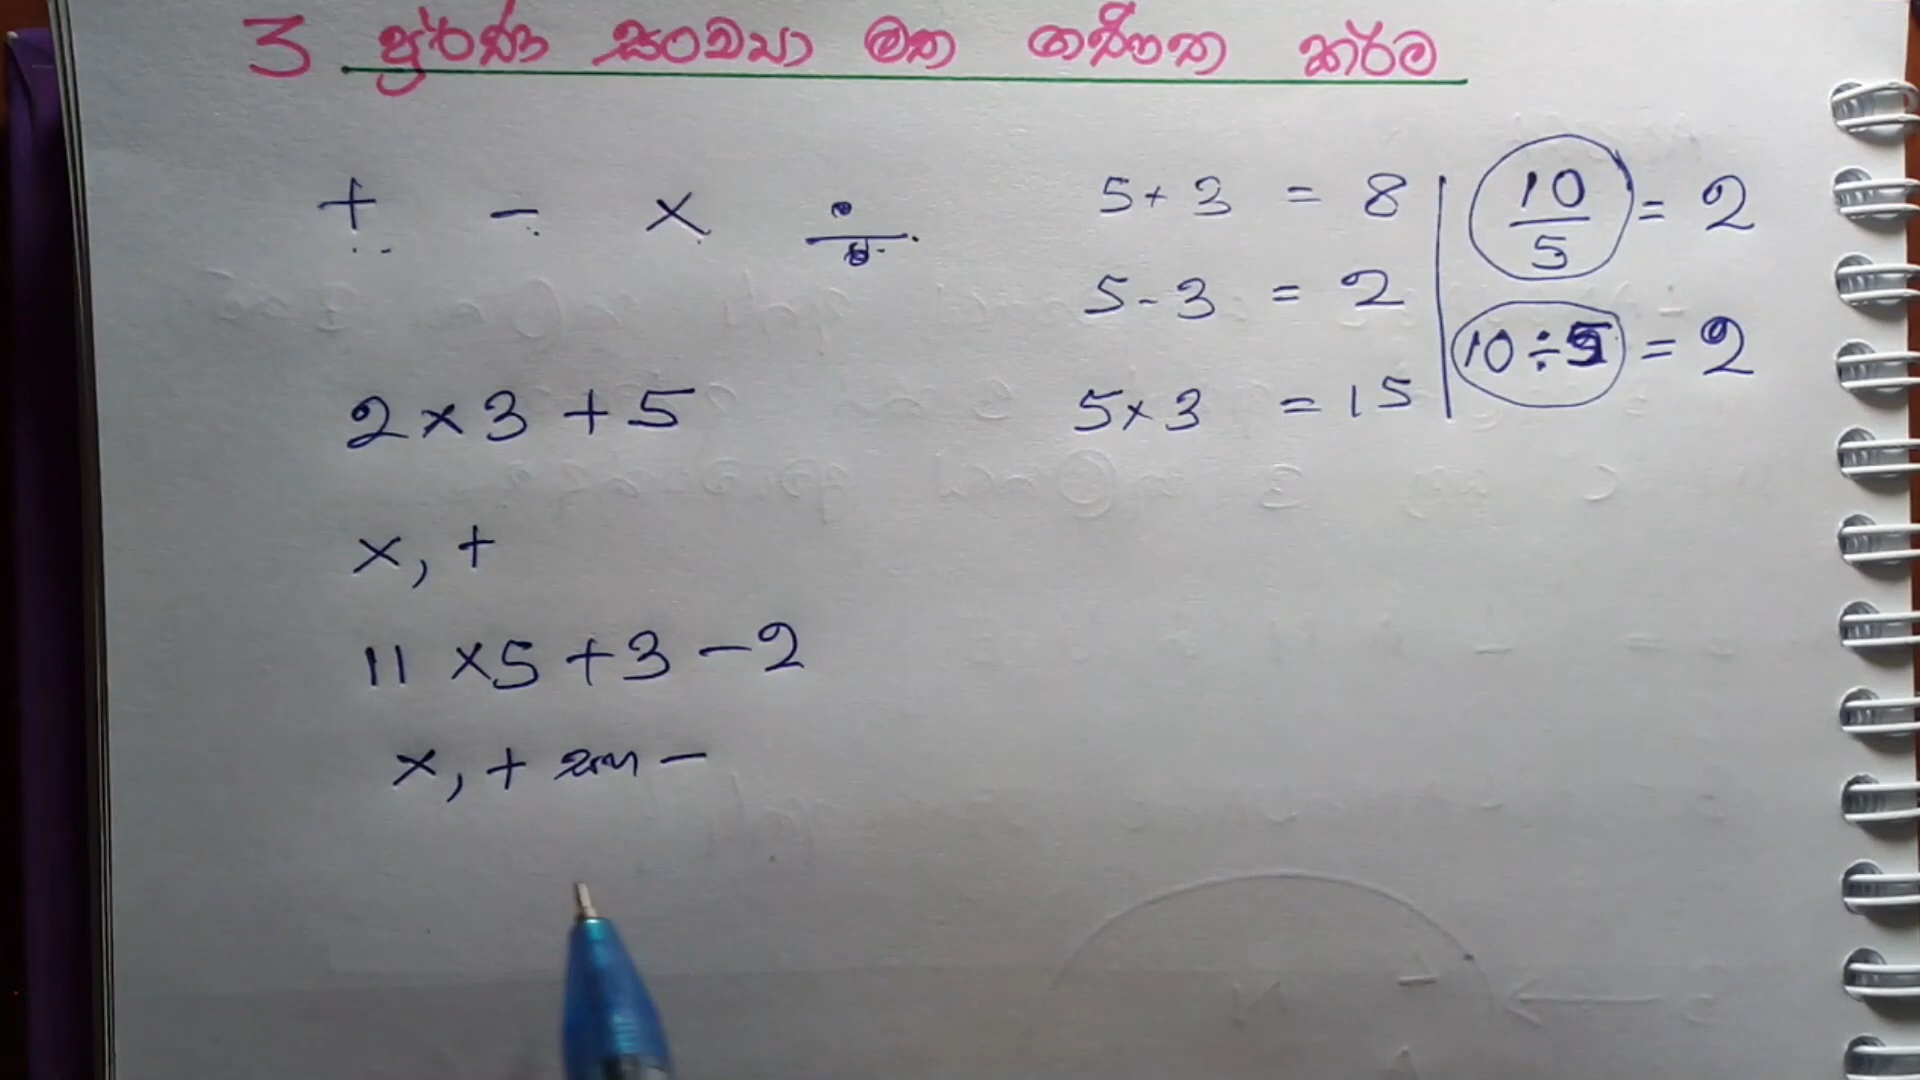 3 පූර්ණ සංඛ්‍යා මත ගණිත කර්ම
+ - × ÷
2 × 3 + 5
×, +
11 × 5 + 3 - 2
×, + සහ -
5 + 3 = 8
5 - 3 = 2
5 × 3 = 15
10/5 = 2
10 ÷ 5 = 2